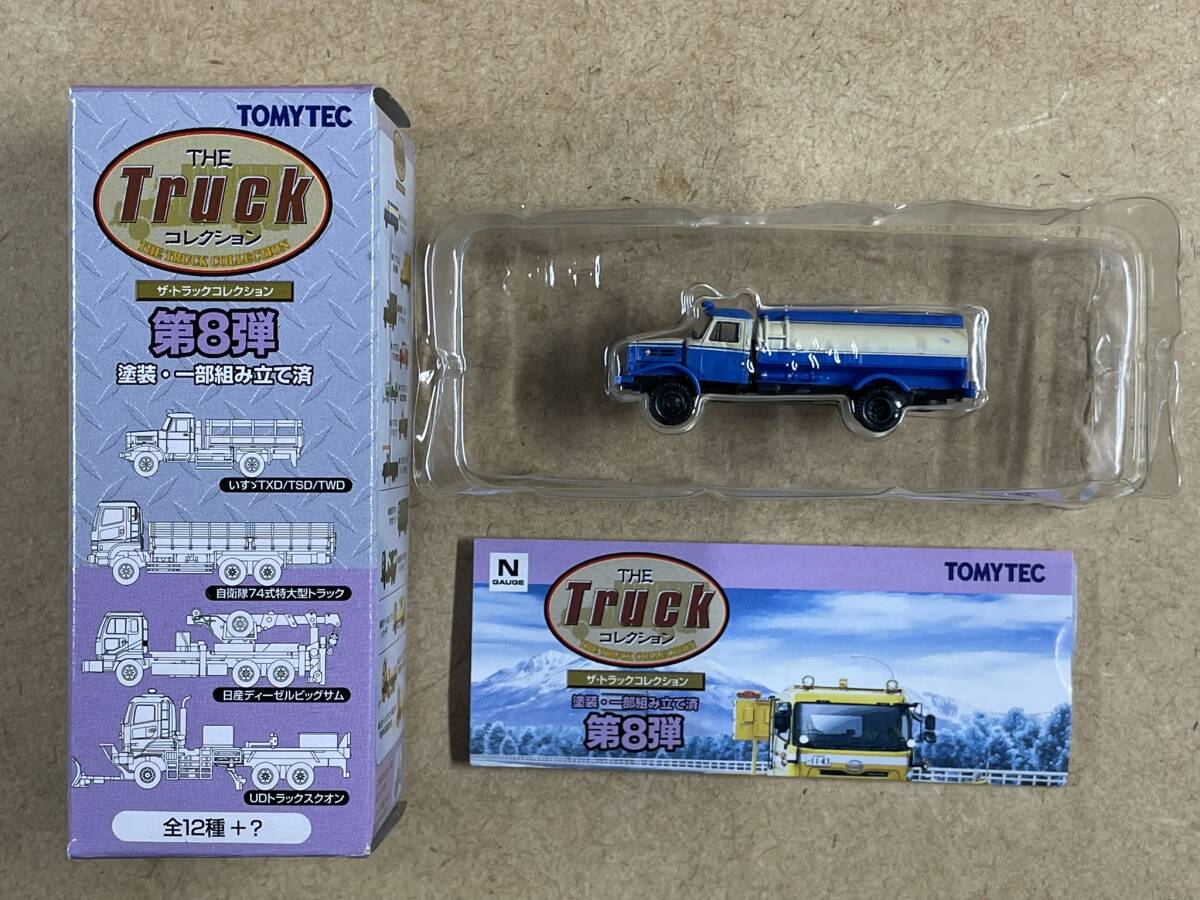 TOMYTEC
THE
Truck
コレクション
THE TRUCK COLLECTION
ザ・トラックコレクション
第8弾
塗装・一部組み立て済
いすゞTXD/TSD/TWD
自衛隊74式特大型トラック
日産ディーゼルビッグサム
UDトラックスクオン
全12種+?
N
GAUGE
TOMYTEC
THE
Truck
コレクション
THE TRUCK COLLECTION
ザ・トラックコレクション
塗装・一部組み立て済
第8弾
11-43